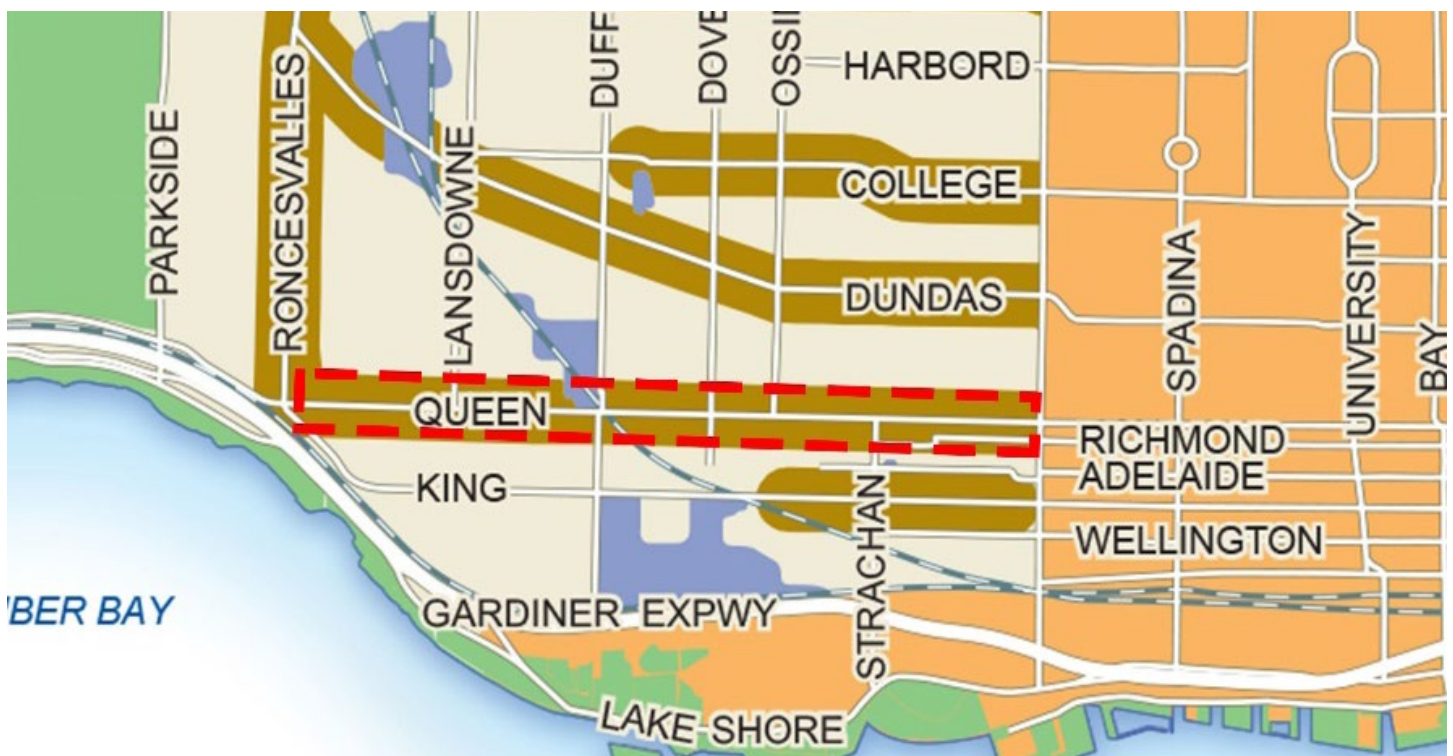 DUFF
DOVE
OSSI
HARBORD
PARKSIDE
RONCESVALLES
LANSDOWNE
COLLEGE
DUNDAS
SPADINA
UNIVERSITY
BAY
QUEEN
RICHMOND
ADELAIDE
KING
STRACHAN
WELLINGTON
BER BAY
GARDINER EXPWY
LAKE SHORE